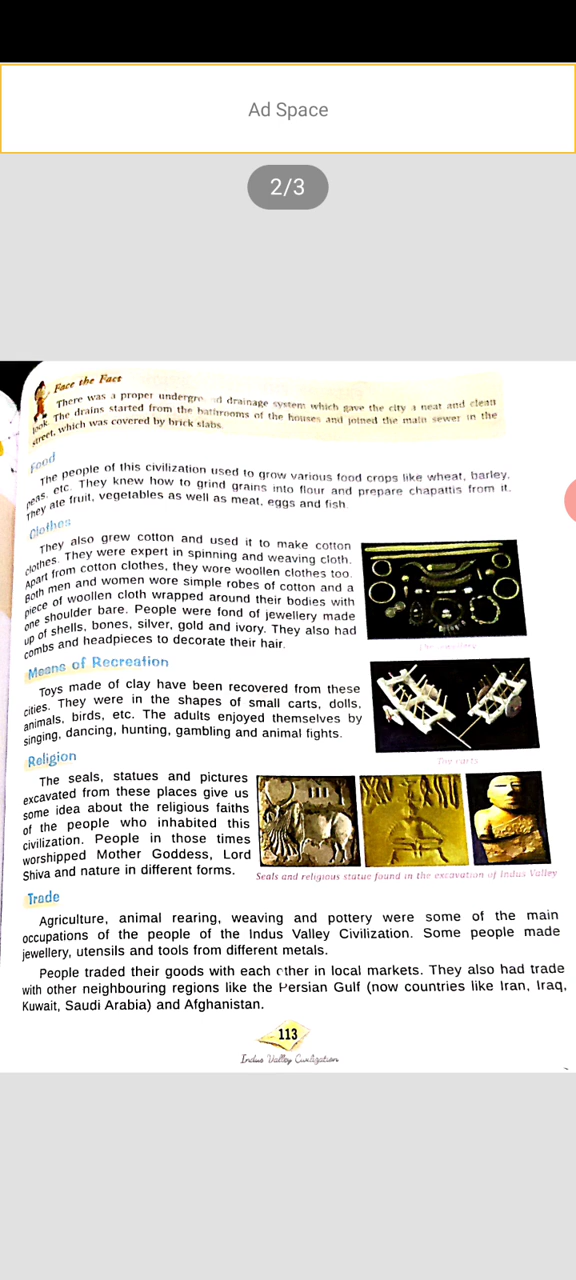 Ad Space
2/3
Face the Fact
There was a proper drainage system which gave the city a neat and clean
look. The drains started from the bathrooms of the houses and joined the main sewer in the
street, which was covered by brick slabs.
Food
The people of this civilization used to grow various food crops like wheat, barley,
peas, etc. They knew how to grind grains into flour and prepare chapattis from it.
They ate fruit, vegetables as well as meat, eggs and fish.
Clothes
They also grew cotton and used it to make cotton
clothes. They were expert in spinning and weaving cloth.
Apart from cotton clothes, they wore woollen clothes too.
Both men and women wore simple robes of cotton and a
piece of woollen cloth wrapped around their bodies with
one shoulder bare. People were fond of jewellery made
up of shells, bones, silver, gold and ivory. They also had
combs and headpieces to decorate their hair.
Means of Recreation
Toys made of clay have been recovered from these
cities. They were in the shapes of small carts, dolls,
animals, birds, etc. The adults enjoyed themselves by
singing, dancing, hunting, gambling and animal fights.
Toy carts
Religion
The seals, statues and pictures
excavated from these places give us
some idea about the religious faiths
of the people who inhabited this
civilization. People in those times
worshipped Mother Goddess, Lord
Shiva and nature in different forms.
Seals and religious statue found in the excavation of Indus Valley
Trade
Agriculture, animal rearing, weaving and pottery were some of the main
occupations of the people of the Indus Valley Civilization. Some people made
jewellery, utensils and tools from different metals.
People traded their goods with each other in local markets. They also had trade
with other neighbouring regions like the Persian Gulf (now countries like Iran, Iraq,
Kuwait, Saudi Arabia) and Afghanistan.
113
Indus Valley Civilization